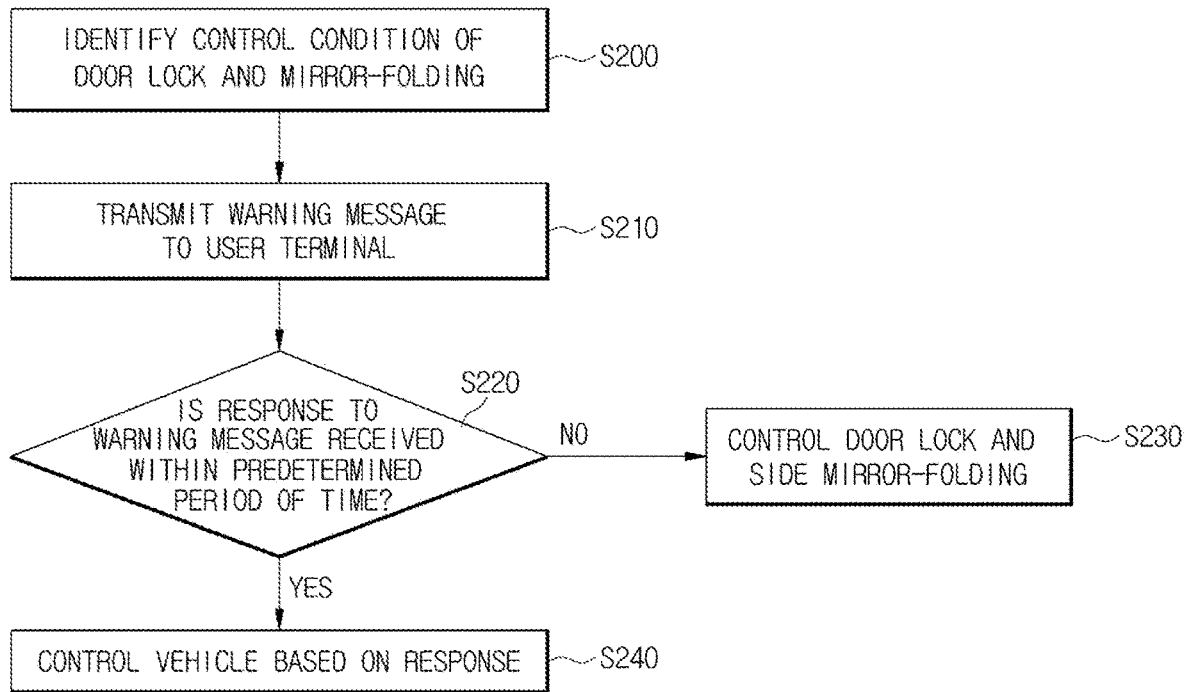 IDENTIFY CONTROL CONDITION OF
DOOR LOCK AND MIRROR-FOLDING
S200
TRANSMIT WARNING MESSAGE
TO USER TERMINAL
S210
S220
IS RESPONSE TO
WARNING MESSAGE RECEIVED
WITHIN PREDETERMINED
PERIOD OF TIME?
NO
CONTROL DOOR LOCK AND
SIDE MIRROR-FOLDING
S230
YES
CONTROL VEHICLE BASED ON RESPONSE
S240